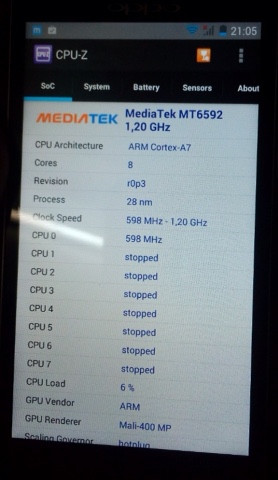 21:05
CPU-Z
SoC System Battery Sensors About
MEDIATEK MediaTek MT6592
1,20 GHz
CPU Architecture ARM Cortex-A7
Cores 8
Revision r0p3
Process 28 nm
Clock Speed 598 MHz - 1,20 GHz
CPU 0 598 MHz
CPU 1 stopped
CPU 2 stopped
CPU 3 stopped
CPU 4 stopped
CPU 5 stopped
CPU 6 stopped
CPU 7 stopped
CPU Load 6 %
GPU Vendor ARM
GPU Renderer Mali-400 MP
Scaling Governor hotplug